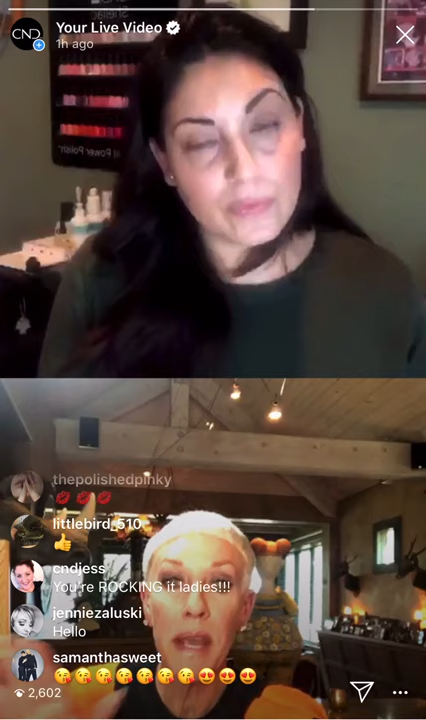 CND
Your Live Video
1h ago
thepolishedpinky
💋💋💋
littlebird_510
👍
cndjess
You're ROCKING it ladies!!!
jenniezaluski
Hello
samanthasweet
😘😘😘😘😘😘😘😍😍😍
2,602